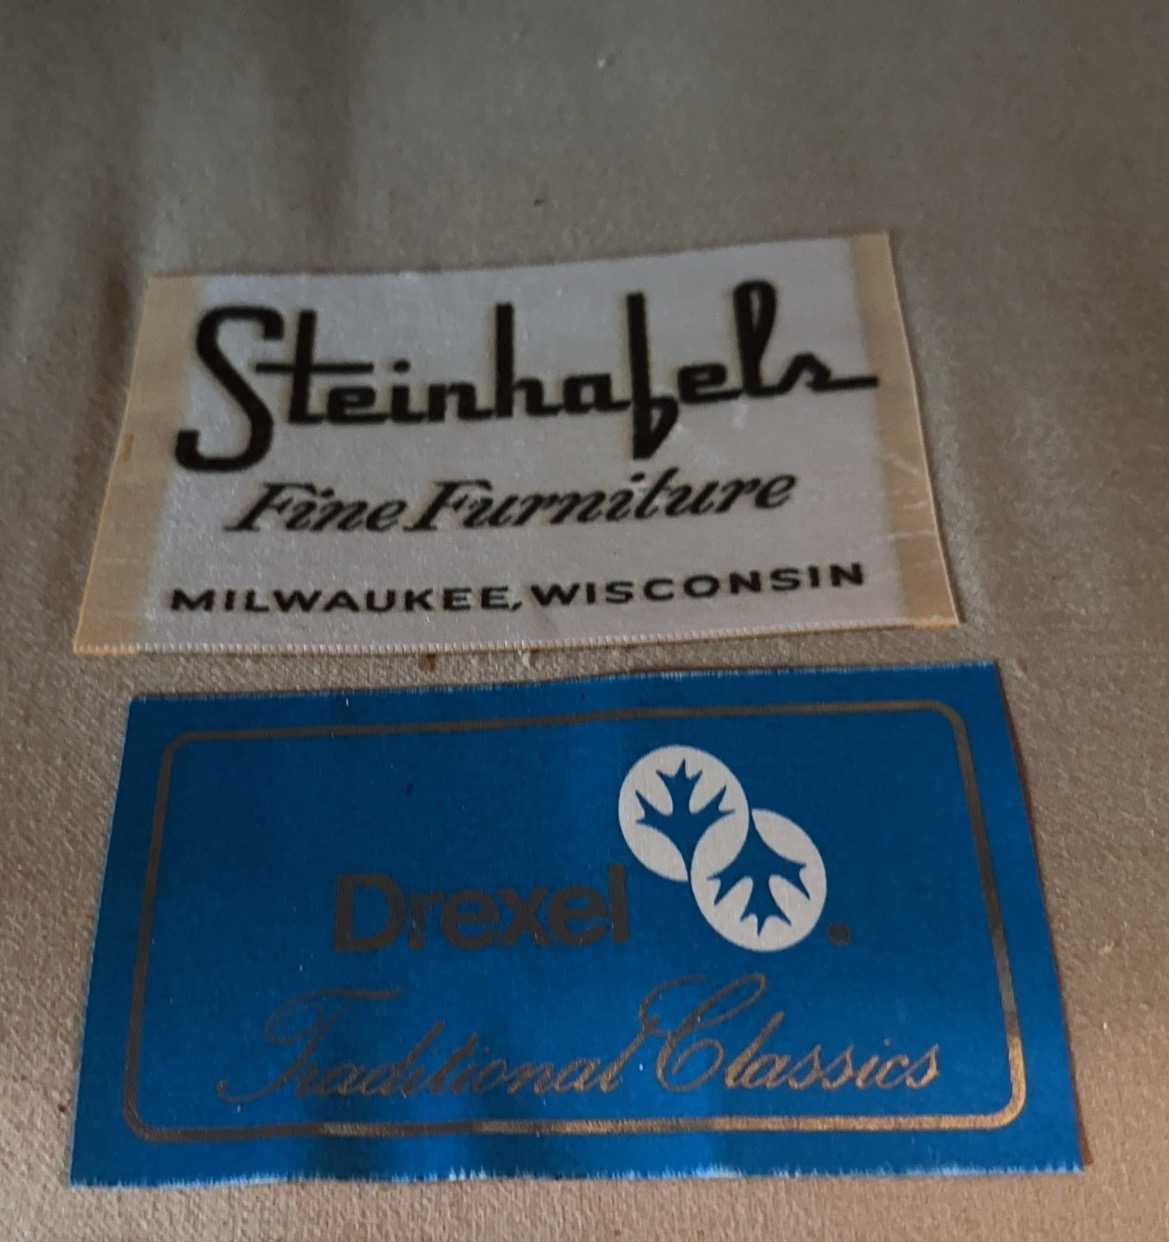 Steinhafels
Fine Furniture
MILWAUKEE, WISCONSIN
Drexel
Traditional Classics